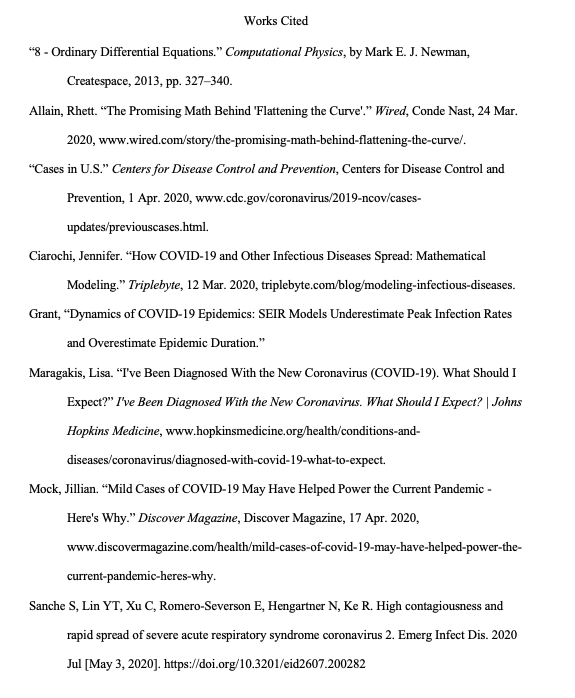 Works Cited
“8 - Ordinary Differential Equations.” Computational Physics, by Mark E. J. Newman,
Createspace, 2013, pp. 327–340.
Allain, Rhett. “The Promising Math Behind 'Flattening the Curve'.” Wired, Conde Nast, 24 Mar.
2020, www.wired.com/story/the-promising-math-behind-flattening-the-curve/.
“Cases in U.S.” Centers for Disease Control and Prevention, Centers for Disease Control and
Prevention, 1 Apr. 2020, www.cdc.gov/coronavirus/2019-ncov/cases-
updates/previouscases.html.
Ciarochi, Jennifer. “How COVID-19 and Other Infectious Diseases Spread: Mathematical
Modeling.” Triplebyte, 12 Mar. 2020, triplebyte.com/blog/modeling-infectious-diseases.
Grant, “Dynamics of COVID-19 Epidemics: SEIR Models Underestimate Peak Infection Rates
and Overestimate Epidemic Duration.”
Maragakis, Lisa. “I've Been Diagnosed With the New Coronavirus (COVID-19). What Should I
Expect?” I've Been Diagnosed With the New Coronavirus. What Should I Expect? | Johns
Hopkins Medicine, www.hopkinsmedicine.org/health/conditions-and-
diseases/coronavirus/diagnosed-with-covid-19-what-to-expect.
Mock, Jillian. “Mild Cases of COVID-19 May Have Helped Power the Current Pandemic -
Here's Why.” Discover Magazine, Discover Magazine, 17 Apr. 2020,
www.discovermagazine.com/health/mild-cases-of-covid-19-may-have-helped-power-the-
current-pandemic-heres-why.
Sanche S, Lin YT, Xu C, Romero-Severson E, Hengartner N, Ke R. High contagiousness and
rapid spread of severe acute respiratory syndrome coronavirus 2. Emerg Infect Dis. 2020
Jul [May 3, 2020]. https://doi.org/10.3201/eid2607.200282